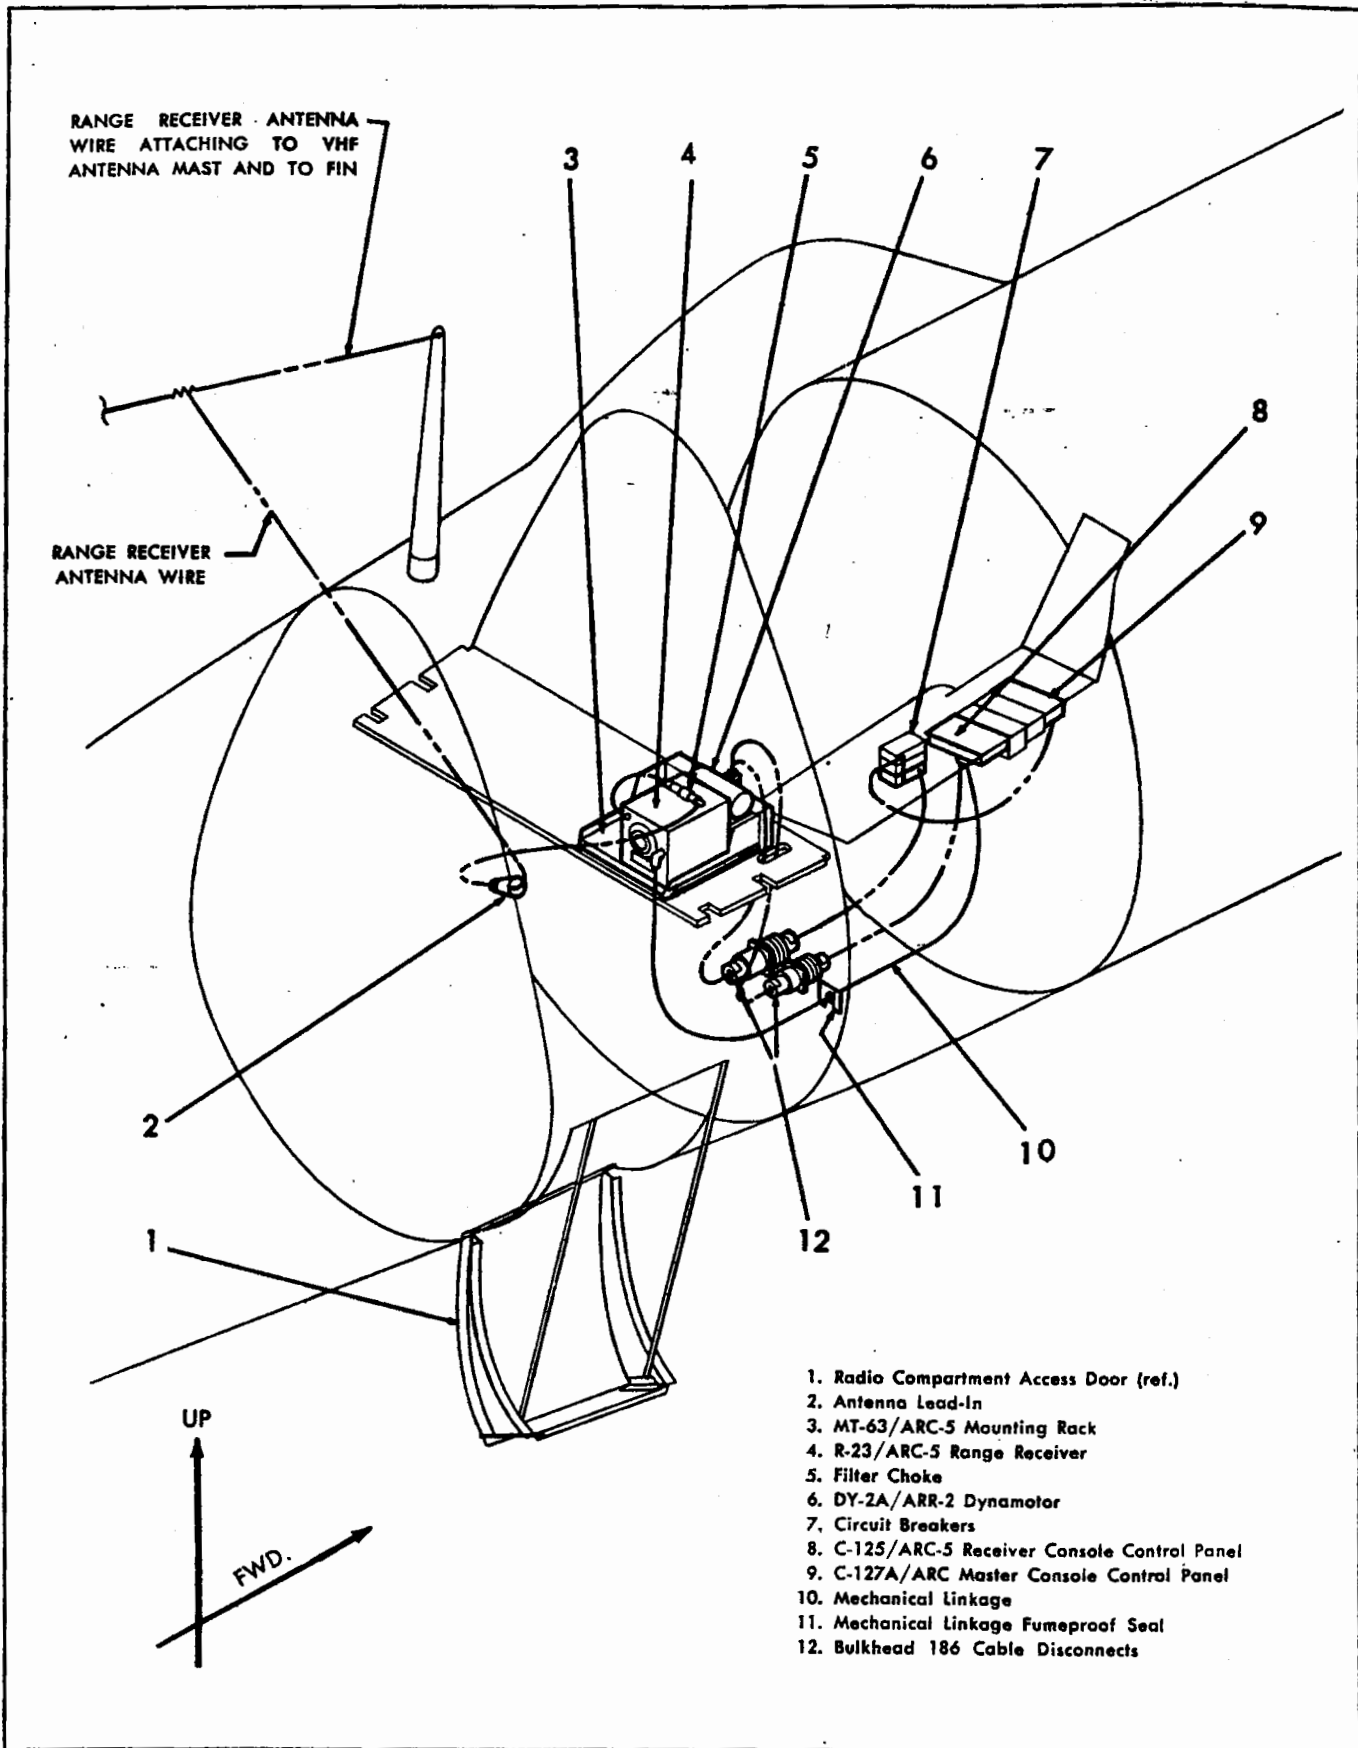 RANGE RECEIVER ANTENNA
WIRE ATTACHING TO VHF
ANTENNA MAST AND TO FIN
3
4
5
6
7
8
9
RANGE RECEIVER
ANTENNA WIRE
2
10
11
12
1
1. Radio Compartment Access Door (ref.)
2. Antenna Lead-In
3. MT-63/ARC-5 Mounting Rack
4. R-23/ARC-5 Range Receiver
5. Filter Choke
6. DY-2A/ARR-2 Dynamotor
7. Circuit Breakers
8. C-125/ARC-5 Receiver Console Control Panel
9. C-127A/ARC Master Console Control Panel
10. Mechanical Linkage
11. Mechanical Linkage Fumeproof Seal
12. Bulkhead 186 Cable Disconnects
UP
FWD.